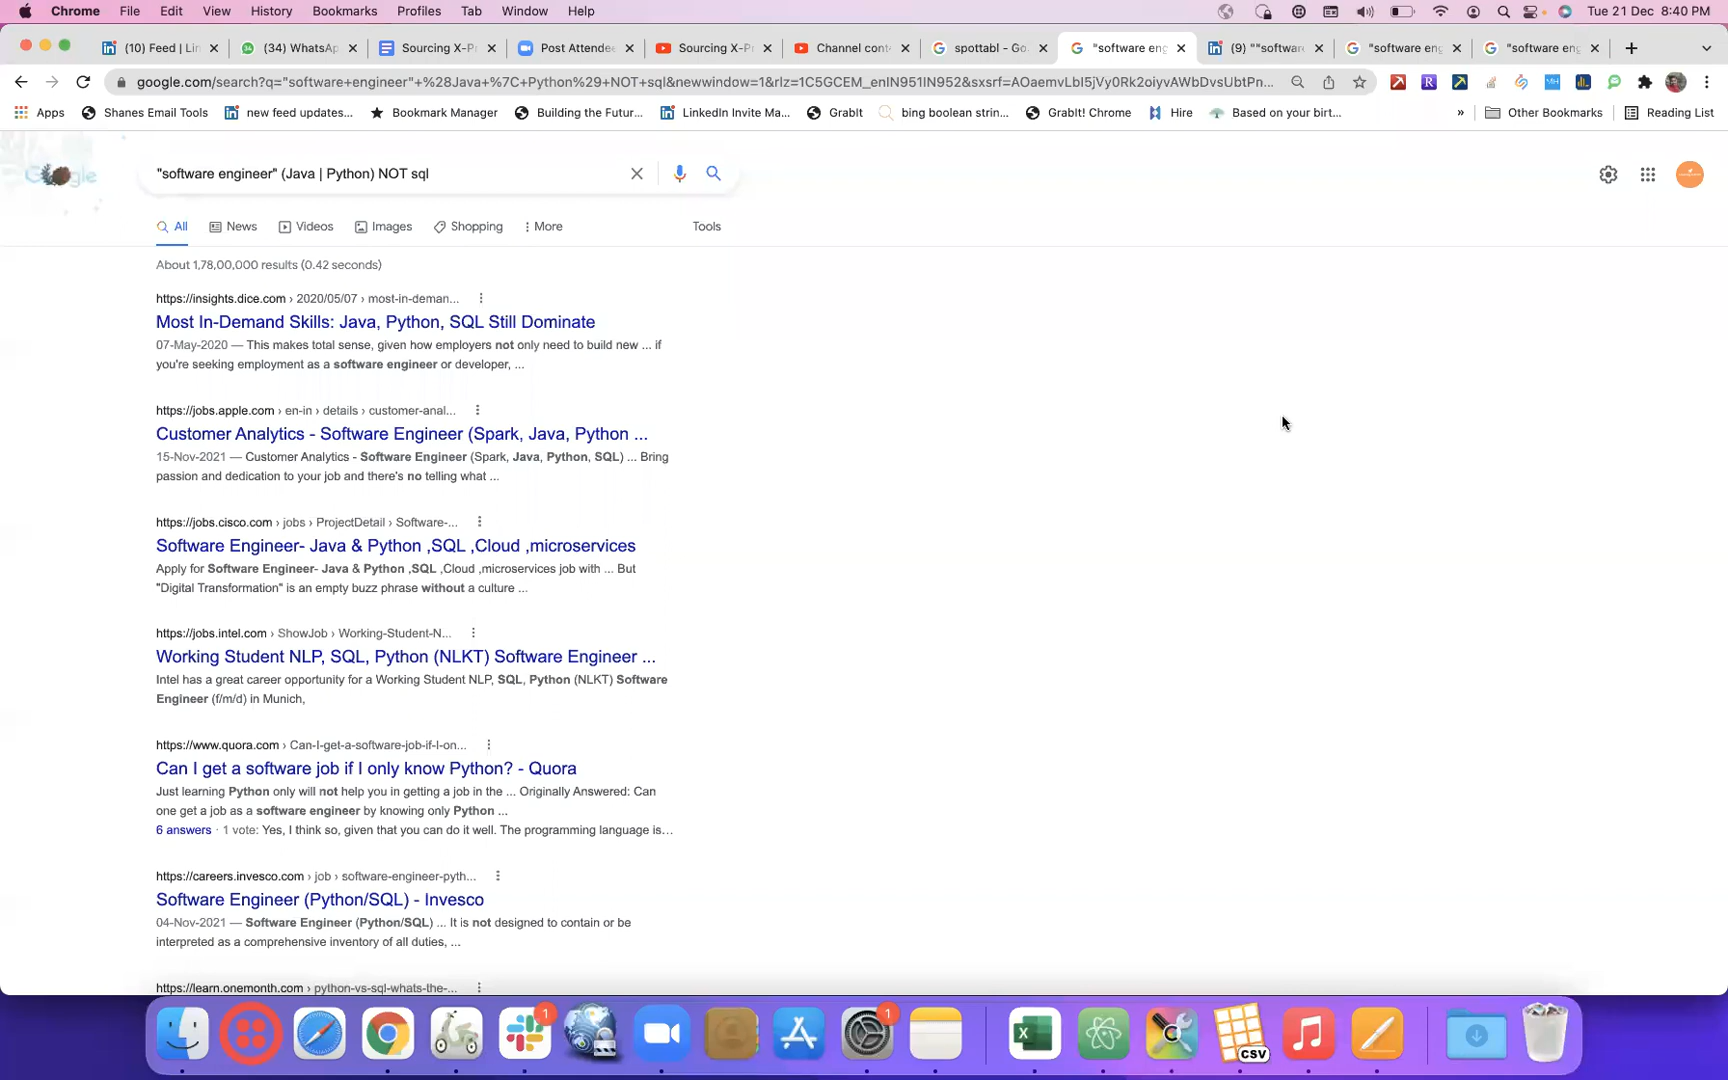 Chrome File Edit View History Bookmarks Profiles Tab Window Help Tue 21 Dec 8:40 PM
(10) Feed | Lin (34) WhatsAp Sourcing X-Pr Post Attendee Sourcing X-Pr Channel cont spottabl - Go "software eng (9) ""softwar "software eng "software eng
google.com/search?q="software+engineer"+%28Java+%7C+Python%29+NOT+sql&newwindow=1&rlz=1C5GCEM_enIN951IN952&sxsrf=AOaemvLbI5jVy0Rk2oiyvAWbDvsUbtPn...
Apps Shanes Email Tools new feed updates... Bookmark Manager Building the Futur... LinkedIn Invite Ma... GrabIt bing boolean strin... GrabIt! Chrome Hire Based on your birt... » Other Bookmarks Reading List
Google "software engineer" (Java | Python) NOT sql
All News Videos Images Shopping More Tools
About 1,78,00,000 results (0.42 seconds)
https://insights.dice.com › 2020/05/07 › most-in-deman...
Most In-Demand Skills: Java, Python, SQL Still Dominate
07-May-2020 — This makes total sense, given how employers not only need to build new ... if
you're seeking employment as a software engineer or developer, ...
https://jobs.apple.com › en-in › details › customer-anal...
Customer Analytics - Software Engineer (Spark, Java, Python ...
15-Nov-2021 — Customer Analytics - Software Engineer (Spark, Java, Python, SQL) ... Bring
passion and dedication to your job and there's no telling what ...
https://jobs.cisco.com › jobs › ProjectDetail › Software-...
Software Engineer- Java & Python ,SQL ,Cloud ,microservices
Apply for Software Engineer- Java & Python ,SQL ,Cloud ,microservices job with ... But
"Digital Transformation" is an empty buzz phrase without a culture ...
https://jobs.intel.com › ShowJob › Working-Student-N...
Working Student NLP, SQL, Python (NLKT) Software Engineer ...
Intel has a great career opportunity for a Working Student NLP, SQL, Python (NLKT) Software
Engineer (f/m/d) in Munich,
https://www.quora.com › Can-I-get-a-software-job-if-I-on...
Can I get a software job if I only know Python? - Quora
Just learning Python only will not help you in getting a job in the ... Originally Answered: Can
one get a job as a software engineer by knowing only Python ...
6 answers · 1 vote: Yes, I think so, given that you can do it well. The programming language is...
https://careers.invesco.com › job › software-engineer-pyth...
Software Engineer (Python/SQL) - Invesco
04-Nov-2021 — Software Engineer (Python/SQL) ... It is not designed to contain or be
interpreted as a comprehensive inventory of all duties, ...
https://learn.onemonth.com › python-vs-sql-whats-the-...
1 1
CSV